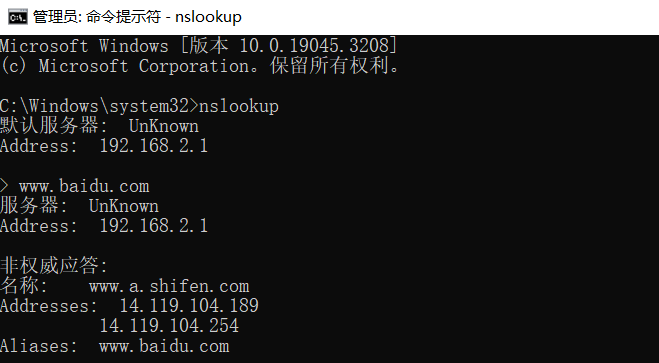 管理员: 命令提示符 - nslookup
Microsoft Windows [版本 10.0.19045.3208]
(c) Microsoft Corporation。保留所有权利。
C:\Windows\system32>nslookup
默认服务器:  UnKnown
Address:  192.168.2.1
> www.baidu.com
服务器:  UnKnown
Address:  192.168.2.1
非权威应答:
名称:    www.a.shifen.com
Addresses:  14.119.104.189
          14.119.104.254
Aliases:  www.baidu.com